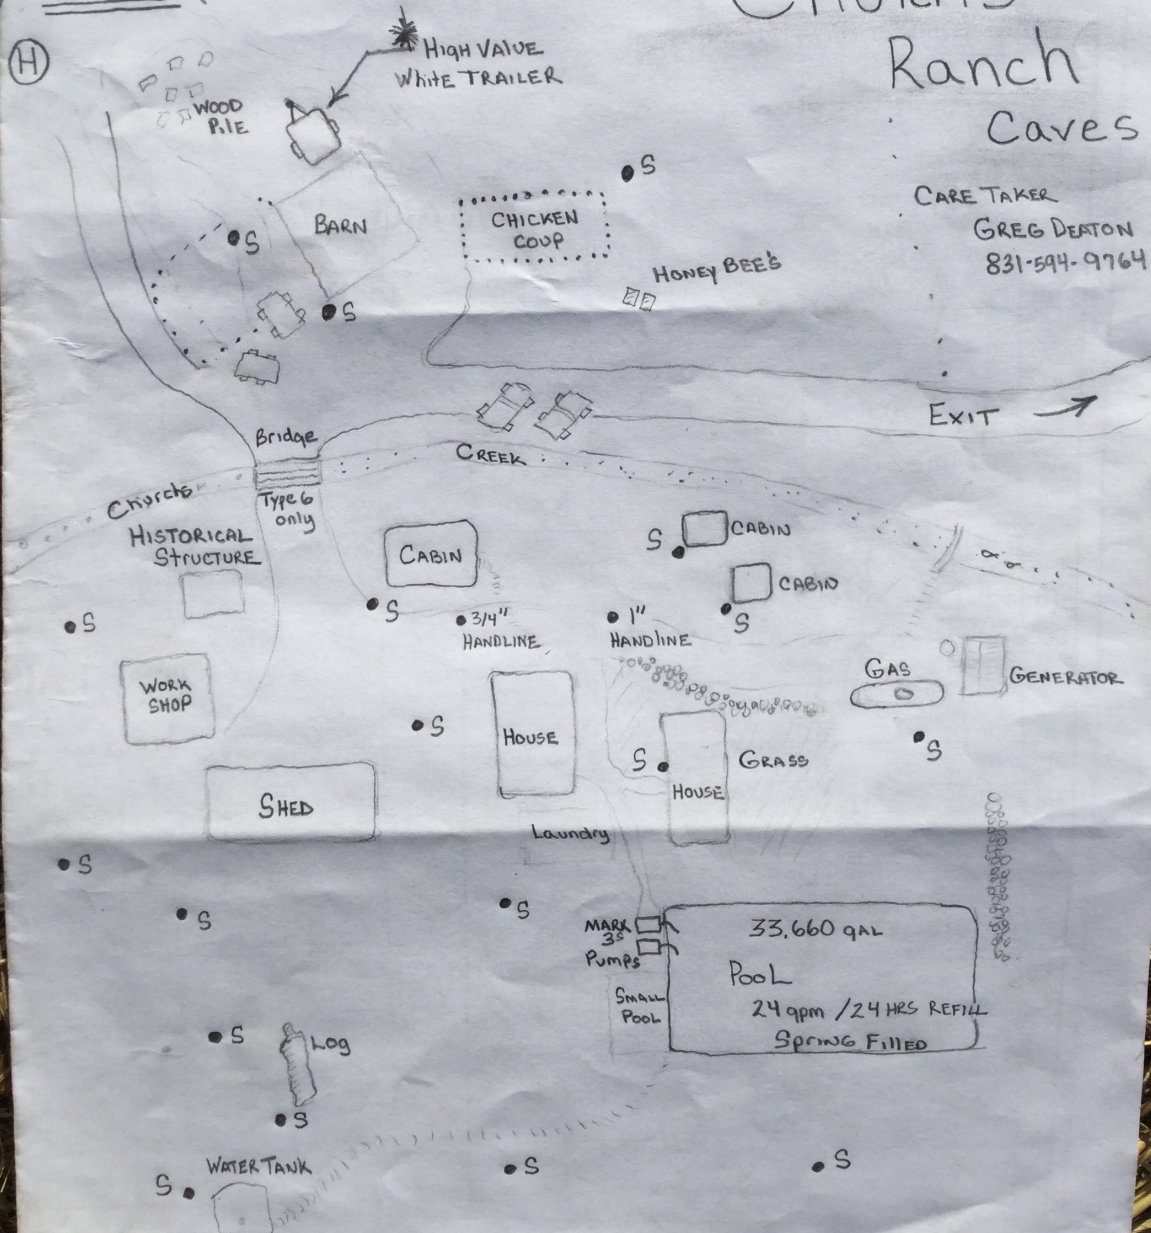 Ranch
Caves
H
HIGH VALUE
White TRAILER
WOOD
PILE
S
CARE TAKER
GREG DEATON
831-594-9764
BARN
CHICKEN
COUP
S
HONEY BEE'S
S
EXIT
Bridge
CREEK
Churchs
Type 6
only
HISTORICAL
STRUCTURE
CABIN
S
CABIN
CABIN
S
S
S
3/4"
HANDLINE
1"
HANDLINE
GAS
GENERATOR
WORK
SHOP
S
HOUSE
S
GRASS
S
HOUSE
SHED
Laundry
S
S
S
MARK
3s
Pumps
33,660 gAL
POOL
24 gpm / 24 HRS REFILL
Spring FILLED
SMALL
POOL
S
Log
S
WATER TANK
S
S
S